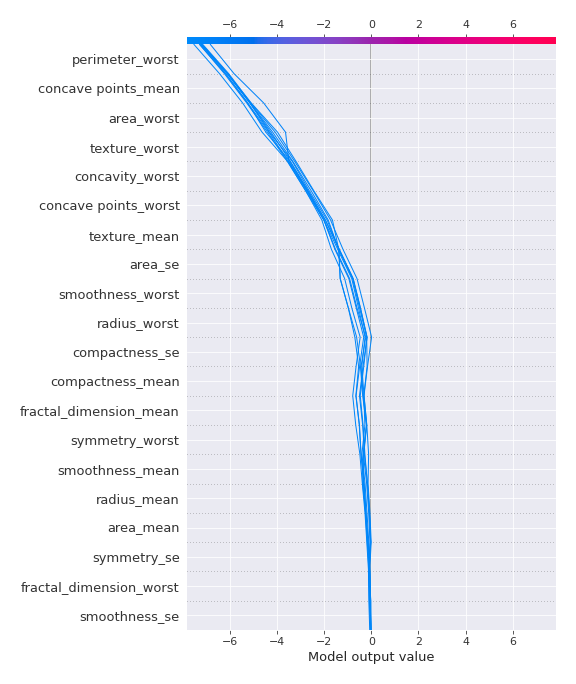 −6 −4 −2 0 2 4 6
perimeter_worst
concave points_mean
area_worst
texture_worst
concavity_worst
concave points_worst
texture_mean
area_se
smoothness_worst
radius_worst
compactness_se
compactness_mean
fractal_dimension_mean
symmetry_worst
smoothness_mean
radius_mean
area_mean
symmetry_se
fractal_dimension_worst
smoothness_se
−6 −4 −2 0 2 4 6
Model output value